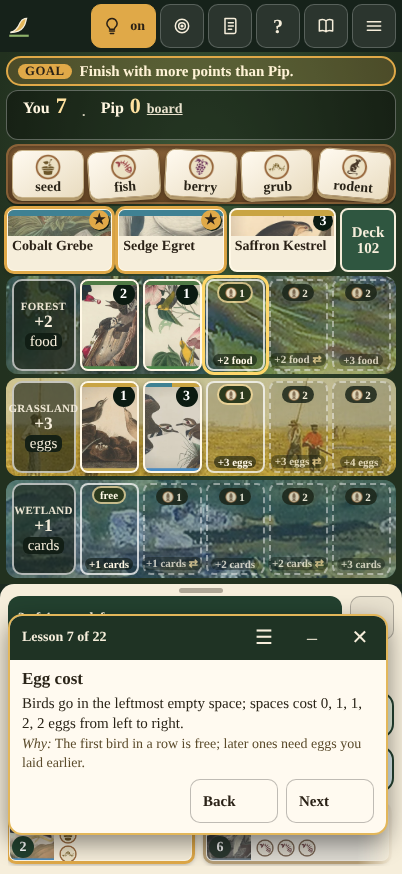 on
?
GOAL Finish with more points than Pip.
You 7 . Pip 0 board
seed
fish
berry
grub
rodent
Cobalt Grebe
Sedge Egret
3
Saffron Kestrel
Deck
102
FOREST
+2
food
2
1
1
+2 food
2
+2 food ⇄
2
+3 food
GRASSLAND
+3
eggs
1
3
1
+3 eggs
2
+3 eggs ⇄
2
+4 eggs
WETLAND
+1
cards
free
+1 cards
1
+1 cards ⇄
1
+2 cards
2
+2 cards ⇄
2
+3 cards
Lesson 7 of 22
Egg cost
Birds go in the leftmost empty space; spaces cost 0, 1, 1,
2, 2 eggs from left to right.
Why: The first bird in a row is free; later ones need eggs you
laid earlier.
Back
Next
2
6